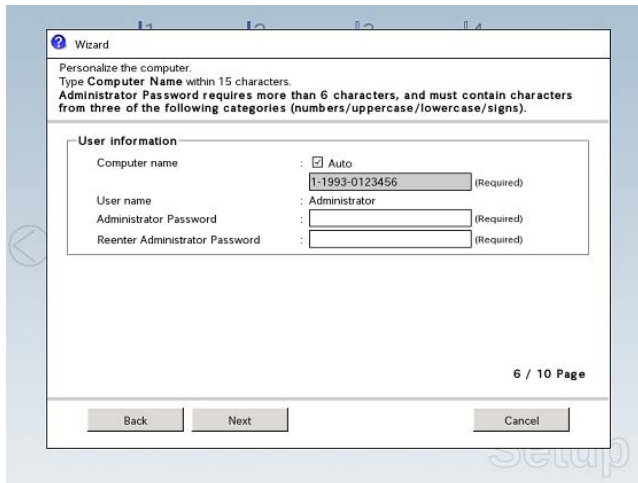 Wizard
Personalize the computer.
Type Computer Name within 15 characters.
Administrator Password requires more than 6 characters, and must contain characters
from three of the following categories (numbers/uppercase/lowercase/signs).
User information
Computer name : Auto
1-1993-0123456 (Required)
User name : Administrator
Administrator Password : (Required)
Reenter Administrator Password : (Required)
6 / 10 Page
Back Next Cancel
Setup